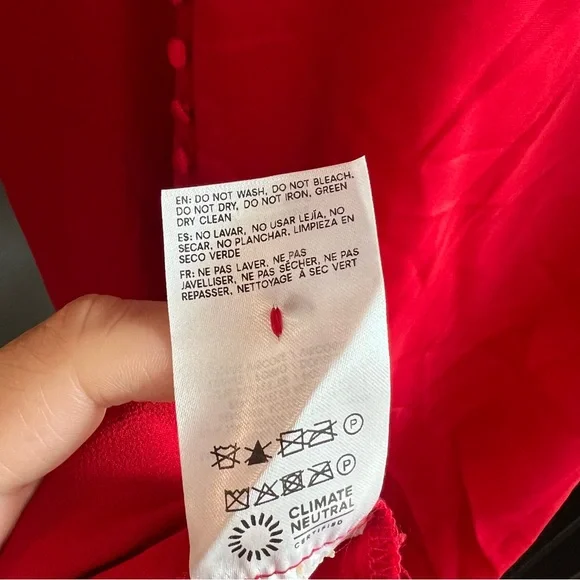 EN: DO NOT WASH, DO NOT BLEACH.
DO NOT DRY, DO NOT IRON, GREEN
DRY CLEAN
ES: NO LAVAR, NO USAR LEJÍA, NO
SECAR, NO PLANCHAR. LIMPIEZA EN
SECO VERDE
FR: NE PAS LAVER, NE PAS
JAVELLISER, NE PAS SÉCHER, NE PAS
REPASSER. NETTOYAGE À SEC VERT
P
P
CLIMATE
NEUTRAL
CERTIFIED